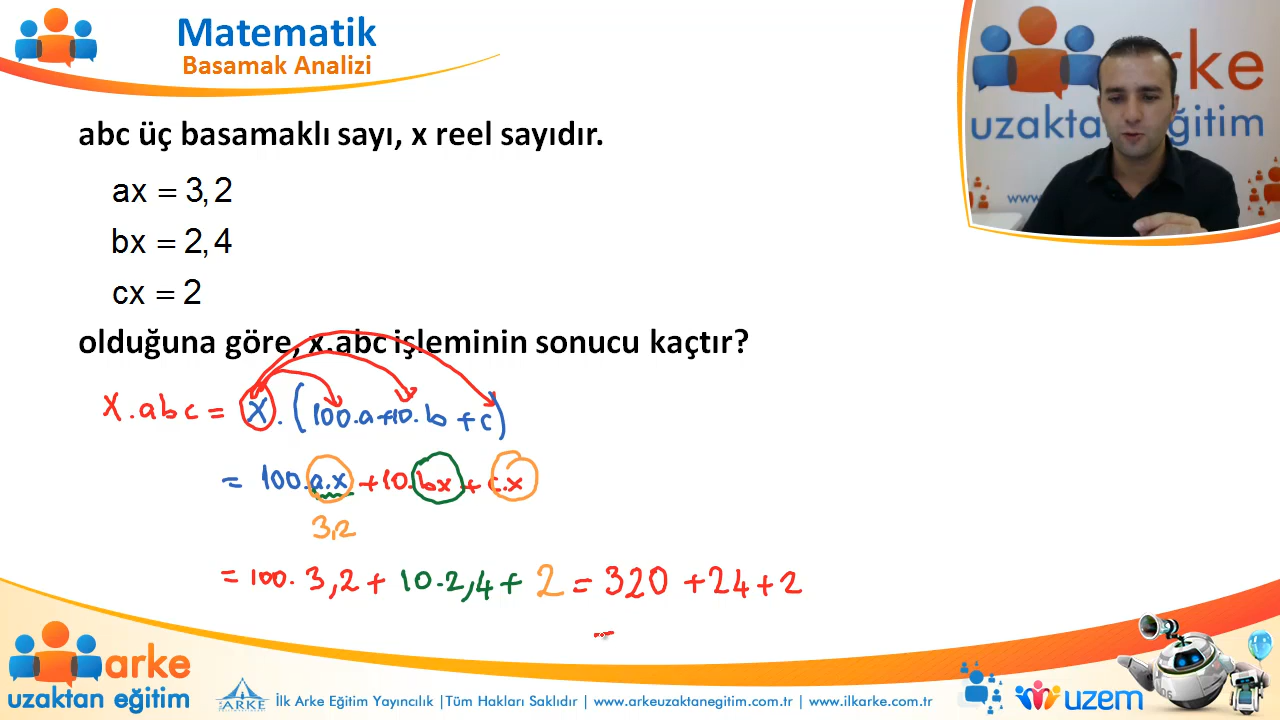 Matematik
Basamak Analizi
arke
uzaktan eğitim
www.
abc üç basamaklı sayı, x reel sayıdır.
ax = 3,2
bx = 2,4
cx = 2
olduğuna göre, x.abc işleminin sonucu kaçtır?
X.abc = X.(100.a+10.b+c)
= 100.a.x +10.bx + c.x
3,2
= 100. 3,2 + 10.2,4 + 2 = 320 +24+2
arke
uzaktan eğitim
ARKE
İlk Arke Eğitim Yayıncılık |Tüm Hakları Saklıdır | www.arkeuzaktanegitim.com.tr | www.ilkarke.com.tr
uzem